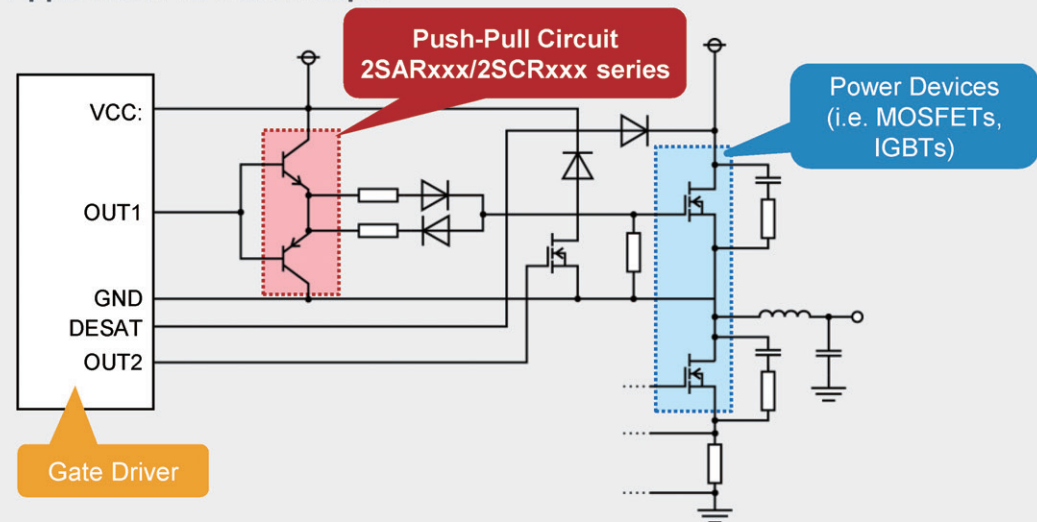 Push-Pull Circuit
2SARxxx/2SCRxxx series
Power Devices
(i.e. MOSFETs,
IGBTs)
VCC:
OUT1
GND
DESAT
OUT2
Gate Driver